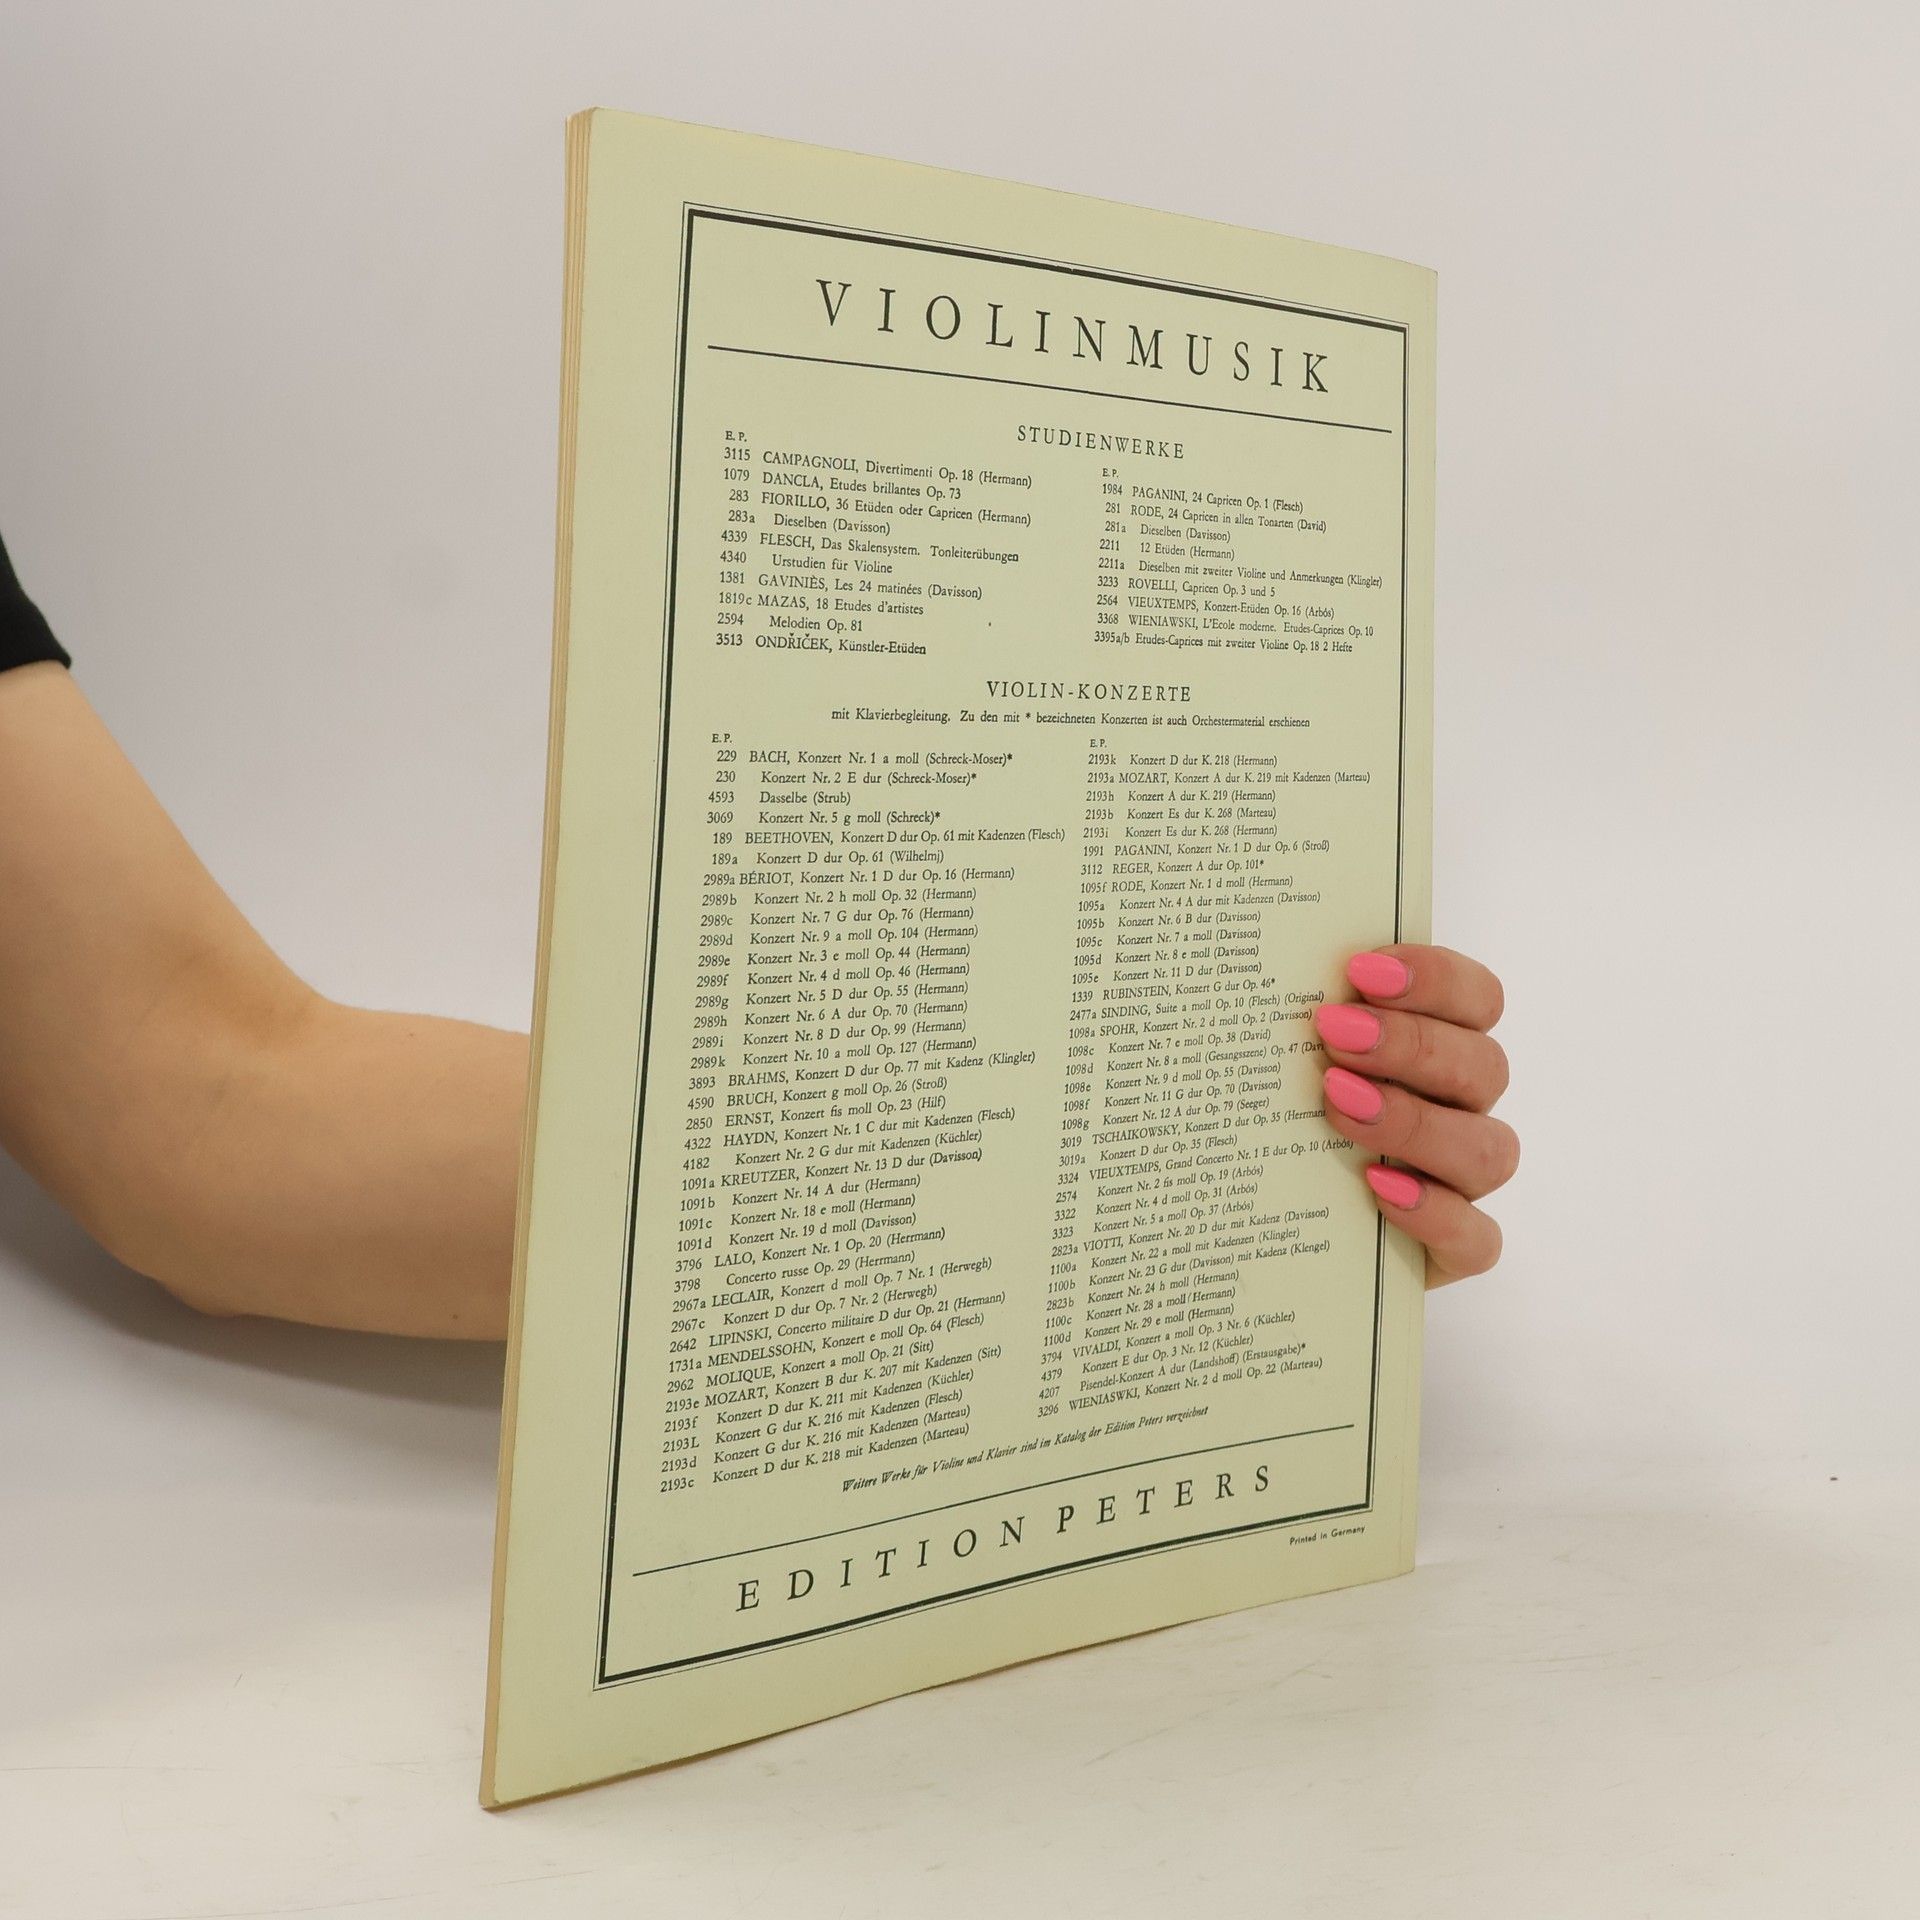 VIOLINMUSIK
STUDIENWERKE
E. P.
3115 CAMPAGNOLI, Divertimenti Op. 18 (Hermann)
1079 DANCLA, Etudes brillantes Op. 73
283 FIORILLO, 36 Etüden oder Capricen (Hermann)
283a Dieselben (Davisson)
4339 FLESCH, Das Skalensystem. Tonleiterübungen
4340 Urstudien für Violine
1381 GAVINIÈS, Les 24 matinées (Davisson)
1819c MAZAS, 18 Etudes d'artistes
2594 Melodien Op. 81
3513 ONDŘIČEK, Künstler-Etüden
E. P.
1984 PAGANINI, 24 Capricen Op. 1 (Flesch)
281 RODE, 24 Capricen in allen Tonarten (David)
281a Dieselben (Davisson)
2211 12 Etüden (Hermann)
2211a Dieselben mit zweiter Violine und Anmerkungen (Klingler)
3233 ROVELLI, Capricen Op. 3 und 5
2564 VIEUXTEMPS, Konzert-Etüden Op. 16 (Arbós)
3368 WIENIAWSKI, L'Ecole moderne. Etudes-Caprices Op. 10
3395a/b Etudes-Caprices mit zweiter Violine Op. 18 2 Hefte
VIOLIN-KONZERTE
mit Klavierbegleitung. Zu den mit * bezeichneten Konzerten ist auch Orchestermaterial erschienen
E. P.
229 BACH, Konzert Nr. 1 a moll (Schreck-Moser)*
230 Konzert Nr. 2 E dur (Schreck-Moser)*
4593 Dasselbe (Strub)
3069 Konzert Nr. 5 g moll (Schreck)*
189 BEETHOVEN, Konzert D dur Op. 61 mit Kadenzen (Flesch)
189a Konzert D dur Op. 61 (Wilhelmj)
2989a BÉRIOT, Konzert Nr. 1 D dur Op. 16 (Hermann)
2989b Konzert Nr. 2 h moll Op. 32 (Hermann)
2989c Konzert Nr. 7 G dur Op. 76 (Hermann)
2989d Konzert Nr. 9 a moll Op. 104 (Hermann)
2989e Konzert Nr. 3 e moll Op. 44 (Hermann)
2989f Konzert Nr. 4 d moll Op. 46 (Hermann)
2989g Konzert Nr. 5 D dur Op. 55 (Hermann)
2989h Konzert Nr. 6 A dur Op. 70 (Hermann)
2989i Konzert Nr. 8 D dur Op. 99 (Hermann)
2989k Konzert Nr. 10 a moll Op. 127 (Hermann)
3893 BRAHMS, Konzert D dur Op. 77 mit Kadenz (Klingler)
4590 BRUCH, Konzert g moll Op. 26 (Stroß)
2850 ERNST, Konzert fis moll Op. 23 (Hilf)
4322 HAYDN, Konzert Nr. 1 C dur mit Kadenzen (Flesch)
4182 Konzert Nr. 2 G dur mit Kadenzen (Küchler)
1091a KREUTZER, Konzert Nr. 13 D dur (Davisson)
1091b Konzert Nr. 14 A dur (Hermann)
1091c Konzert Nr. 18 e moll (Hermann)
1091d Konzert Nr. 19 d moll (Davisson)
3796 LALO, Konzert Nr. 1 Op. 20 (Herrmann)
3798 Concerto russe Op. 29 (Herrmann)
2967a LECLAIR, Konzert d moll Op. 7 Nr. 1 (Herwegh)
2967c Konzert D dur Op. 7 Nr. 2 (Herwegh)
2642 LIPINSKI, Concerto militaire D dur Op. 21 (Hermann)
1731a MENDELSSOHN, Konzert e moll Op. 64 (Flesch)
2962 MOLIQUE, Konzert a moll Op. 21 (Sitt)
2193e MOZART, Konzert B dur K. 207 mit Kadenzen (Sitt)
2193f Konzert D dur K. 211 mit Kadenzen (Küchler)
2193L Konzert G dur K. 216 mit Kadenzen (Flesch)
2193d Konzert G dur K. 216 mit Kadenzen (Marteau)
2193c Konzert D dur K. 218 mit Kadenzen (Marteau)
E. P.
2193k Konzert D dur K. 218 (Hermann)
2193a MOZART, Konzert A dur K. 219 mit Kadenzen (Marteau)
2193h Konzert A dur K. 219 (Hermann)
2193b Konzert Es dur K. 268 (Marteau)
2193i Konzert Es dur K. 268 (Hermann)
1991 PAGANINI, Konzert Nr. 1 D dur Op. 6 (Stroß)
3112 REGER, Konzert A dur Op. 101*
1095f RODE, Konzert Nr. 1 d moll (Hermann)
1095a Konzert Nr. 4 A dur mit Kadenzen (Davisson)
1095b Konzert Nr. 6 B dur (Davisson)
1095c Konzert Nr. 7 a moll (Davisson)
1095d Konzert Nr. 8 e moll (Davisson)
1095e Konzert Nr. 11 D dur (Davisson)
1339 RUBINSTEIN, Konzert G dur Op. 46*
2477a SINDING, Suite a moll Op. 10 (Flesch) (Original)
1098a SPOHR, Konzert Nr. 2 d moll Op. 2 (Davisson)
1098c Konzert Nr. 7 e moll Op. 38 (David)
1098d Konzert Nr. 8 a moll (Gesangsszene) Op. 47 (Davi
1098e Konzert Nr. 9 d moll Op. 55 (Davisson)
1098f Konzert Nr. 11 G dur Op. 70 (Davisson)
1098g Konzert Nr. 12 A dur Op. 79 (Seeger)
3019 TSCHAIKOWSKY, Konzert D dur Op. 35 (Herrmann
3019a Konzert D dur Op. 35 (Flesch)
3324 VIEUXTEMPS, Grand Concerto Nr. 1 E dur Op. 10 (Arbós)
2574 Konzert Nr. 2 fis moll Op. 19 (Arbós)
3322 Konzert Nr. 4 d moll Op. 31 (Arbós)
3323 Konzert Nr. 5 a moll Op. 37 (Arbós)
2823a VIOTTI, Konzert Nr. 20 D dur mit Kadenz (Davisson)
1100a Konzert Nr. 22 a moll mit Kadenzen (Klingler)
1100b Konzert Nr. 23 G dur (Davisson) mit Kadenz (Klengel)
2823b Konzert Nr. 24 h moll (Hermann)
1100c Konzert Nr. 28 a moll (Hermann)
1100d Konzert Nr. 29 e moll (Hermann)
3794 VIVALDI, Konzert a moll Op. 3 Nr. 6 (Küchler)
4379 Konzert E dur Op. 3 Nr. 12 (Küchler)
4207 Pisendel-Konzert A dur (Landshoff) (Erstausgabe)*
3296 WIENIASWKI, Konzert Nr. 2 d moll Op. 22 (Marteau)
Weitere Werke für Violine und Klavier sind im Katalog der Edition Peters verzeichnet
EDITION PETERS
Printed in Germany